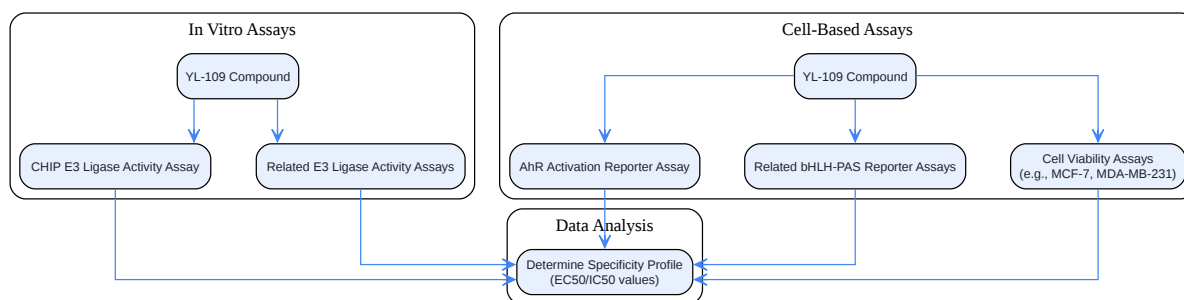 In Vitro Assays
YL-109 Compound
CHIP E3 Ligase Activity Assay
Related E3 Ligase Activity Assays
Cell-Based Assays
YL-109 Compound
AhR Activation Reporter Assay
Related bHLH-PAS Reporter Assays
Cell Viability Assays
(e.g., MCF-7, MDA-MB-231)
Data Analysis
Determine Specificity Profile
(EC50/IC50 values)